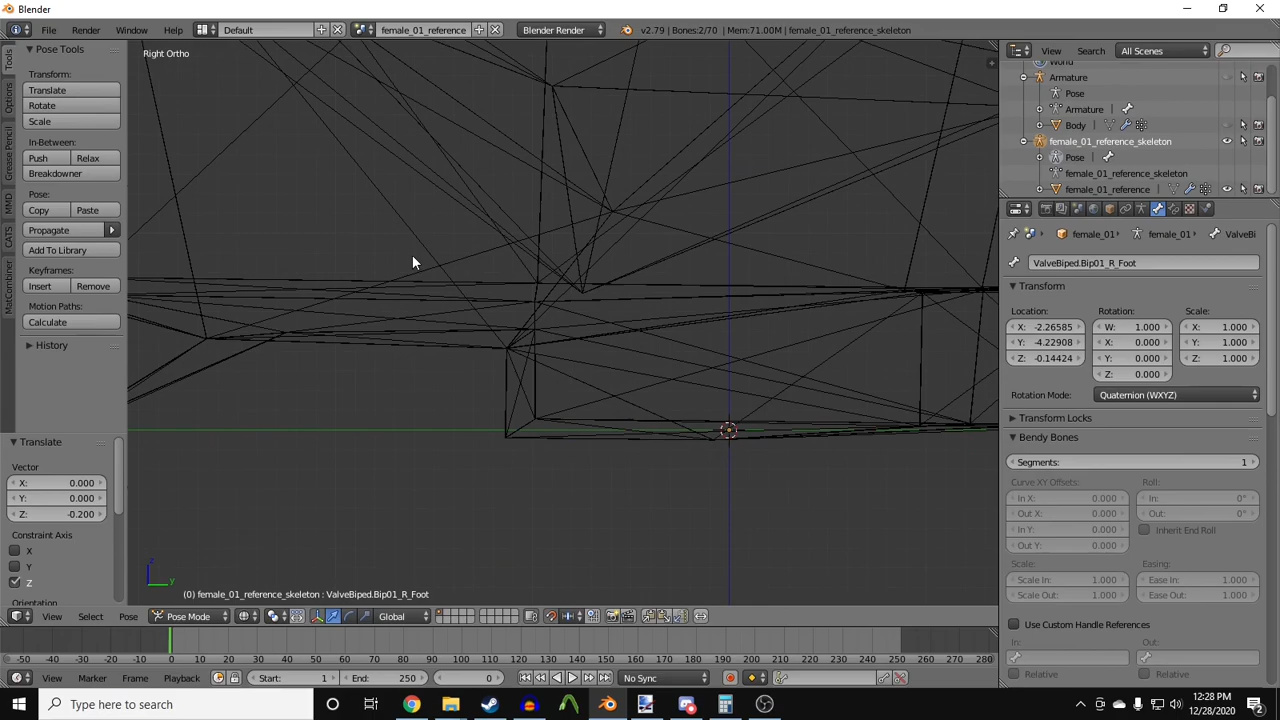 Blender
File
Render
Window
Help
Default
female_01_reference
Blender Render
v2.79 | Bones:2/70 | Mem:71.00M | female_01_reference_skeleton
Pose Tools
Transform:
Translate
Rotate
Scale
In-Between:
Push
Relax
Breakdowner
Pose:
Copy
Paste
Propagate
Add To Library
Keyframes:
Insert
Remove
Motion Paths:
Calculate
History
Tools
Options
Grease Pencil
MMD
CATS
MatCombiner
Translate
Vector
X: 0.000
Y: 0.000
Z: -0.200
Constraint Axis
X
Y
Z
Orientation
Right Ortho
z
y
(0) female_01_reference_skeleton : ValveBiped.Bip01_R_Foot
View
Select
Pose
Pose Mode
Global
-50 -40 -30 -20 -10 0 10 20 30 40 50 60 70 80 90 100 110 120 130 140 150 160 170 180 190 200 210 220 230 240 250 260 270 280
View
Marker
Frame
Playback
Start: 1
End: 250
0
No Sync
View
Search
All Scenes
World
Armature
Pose
Armature
Body
female_01_reference_skeleton
Pose
female_01_reference_skeleton
female_01_reference
female_01
female_01
ValveBi
ValveBiped.Bip01_R_Foot
Transform
Location:
Rotation:
Scale:
X: -2.26585
W: 1.000
X: 1.000
Y: -4.22908
X: 0.000
Y: 1.000
Z: -0.14424
Y: 0.000
Z: 1.000
Z: 0.000
Rotation Mode:
Quaternion (WXYZ)
Transform Locks
Bendy Bones
Segments: 1
Curve XY Offsets:
Roll:
In X: 0.000
In: 0°
Out X: 0.000
Out: 0°
In Y: 0.000
Inherit End Roll
Out Y: 0.000
Scale:
Easing:
Scale In: 1.000
Ease In: 1.000
Scale Out: 1.000
Ease Out: 1.000
Use Custom Handle References
In:
Out:
Relative
Relative
Type here to search
12:28 PM
12/28/2020
2